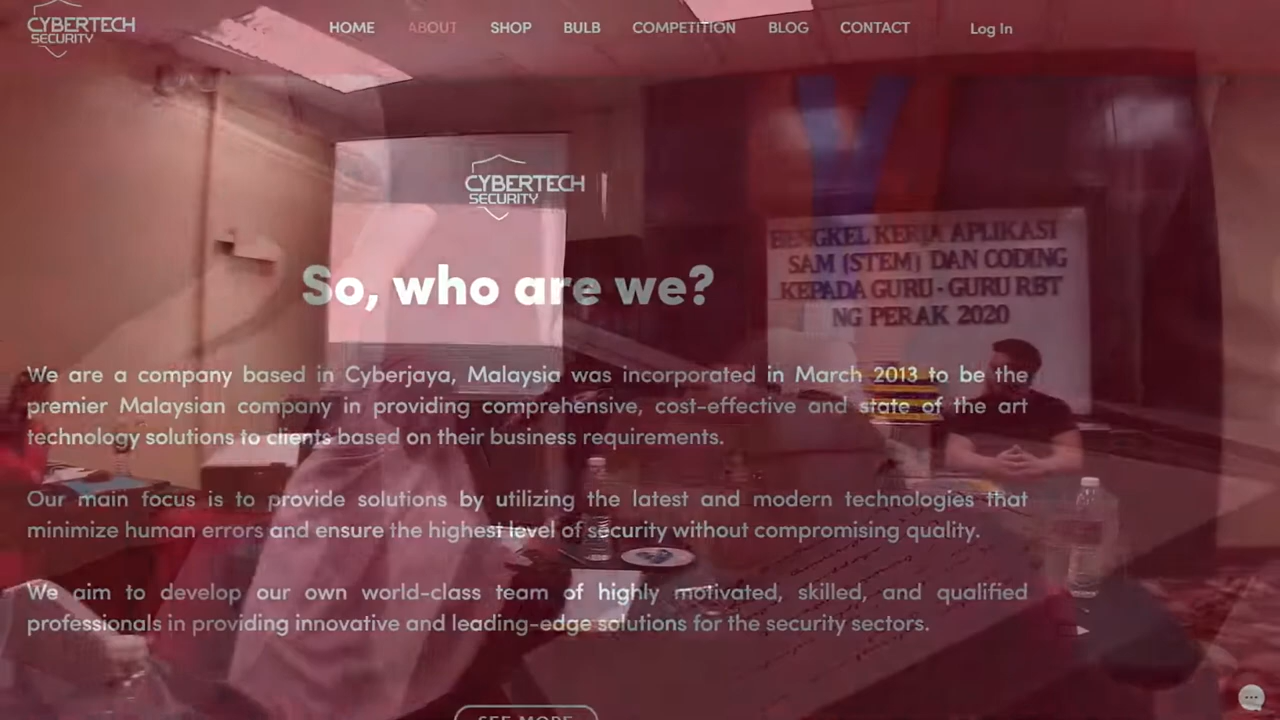 CYBERTECH
SECURITY
HOME ABOUT SHOP BULB COMPETITION BLOG CONTACT Log In
CYBERTECH
SECURITY
So, who are we?
BENGKEL KERJA APLIKASI
SAM (STEM) DAN CODING
KEPADA GURU-GURU RBT
NG PERAK 2020
We are a company based in Cyberjaya, Malaysia was incorporated in March 2013 to be the
premier Malaysian company in providing comprehensive, cost-effective and state of the art
technology solutions to clients based on their business requirements.
Our main focus is to provide solutions by utilizing the latest and modern technologies that
minimize human errors and ensure the highest level of security without compromising quality.
We aim to develop our own world-class team of highly motivated, skilled, and qualified
professionals in providing innovative and leading-edge solutions for the security sectors.
SEE MORE